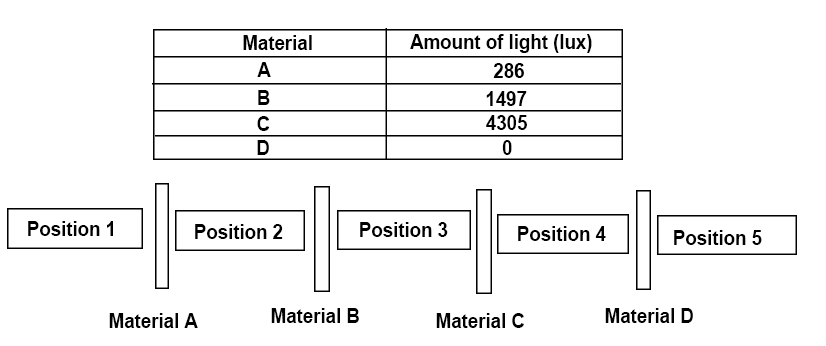 Material Amount of light (lux)
A 286
B 1497
C 4305
D 0
Position 1 Position 2 Position 3 Position 4 Position 5
Material A Material B Material C Material D